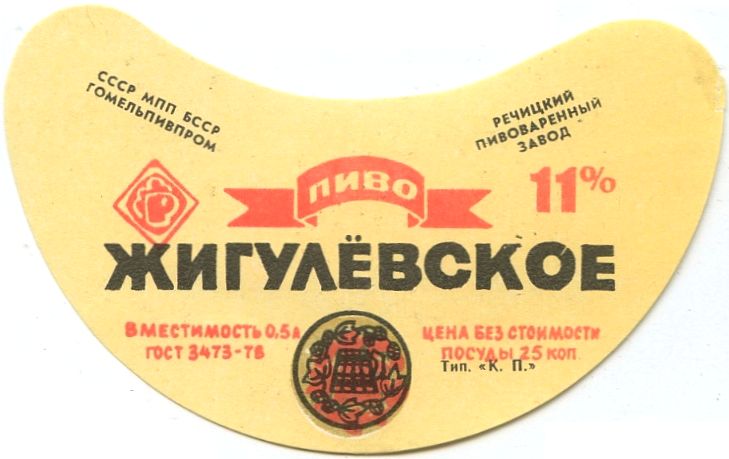 СССР МПП БССР
ГОМЕЛЬПИВПРОМ
РЕЧИЦКИЙ
ПИВОВАРЕННЫЙ
ЗАВОД
ПИВО
11%
ЖИГУЛЁВСКОЕ
ВМЕСТИМОСТЬ 0,5 л
ГОСТ 3473-78
ЦЕНА БЕЗ СТОИМОСТИ
ПОСУДЫ 25 КОП.
Тип. «К. П.»